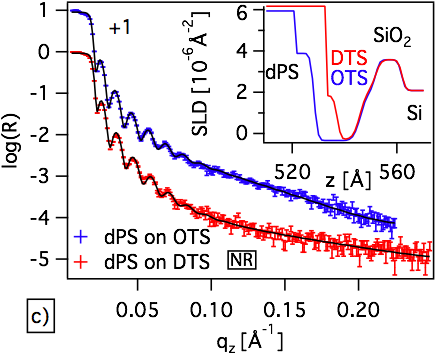 1
0
-1
-2
-3
-4
-5
log(R)
+1
dPS on OTS
dPS on DTS
NR
c)
0.05
0.10
0.15
0.20
q_z [Å⁻¹]
6
4
2
0
SLD [10⁻⁶ Å⁻²]
dPS
DTS
OTS
SiO₂
Si
520
560
z [Å]